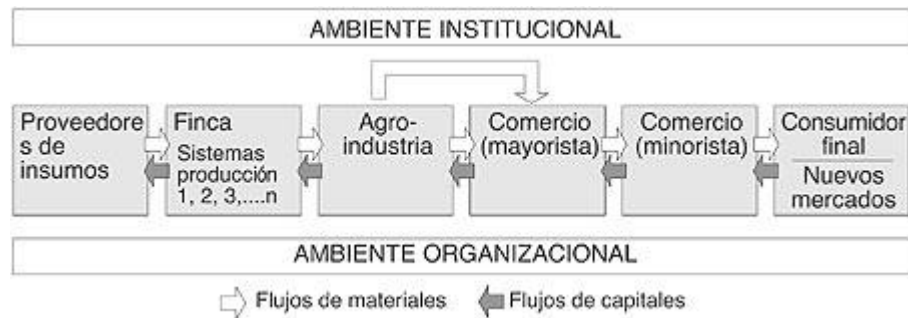 AMBIENTE INSTITUCIONAL
Proveedore
s de
insumos
Finca
Sistemas
producción
1, 2, 3,....n
Agro-
industria
Comercio
(mayorista)
Comercio
(minorista)
Consumidor
final
Nuevos
mercados
AMBIENTE ORGANIZACIONAL
Flujos de materiales
Flujos de capitales